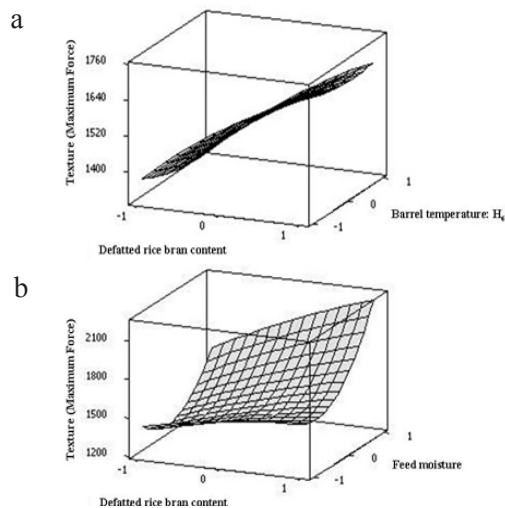 a
Texture (Maximum Force)
1760
1640
1520
1400
-1
0
1
Defatted rice bran content
-1
0
1
Barrel temperature: H₆
b
Texture (Maximum Force)
2100
1800
1500
1200
-1
0
1
Defatted rice bran content
-1
0
1
Feed moisture